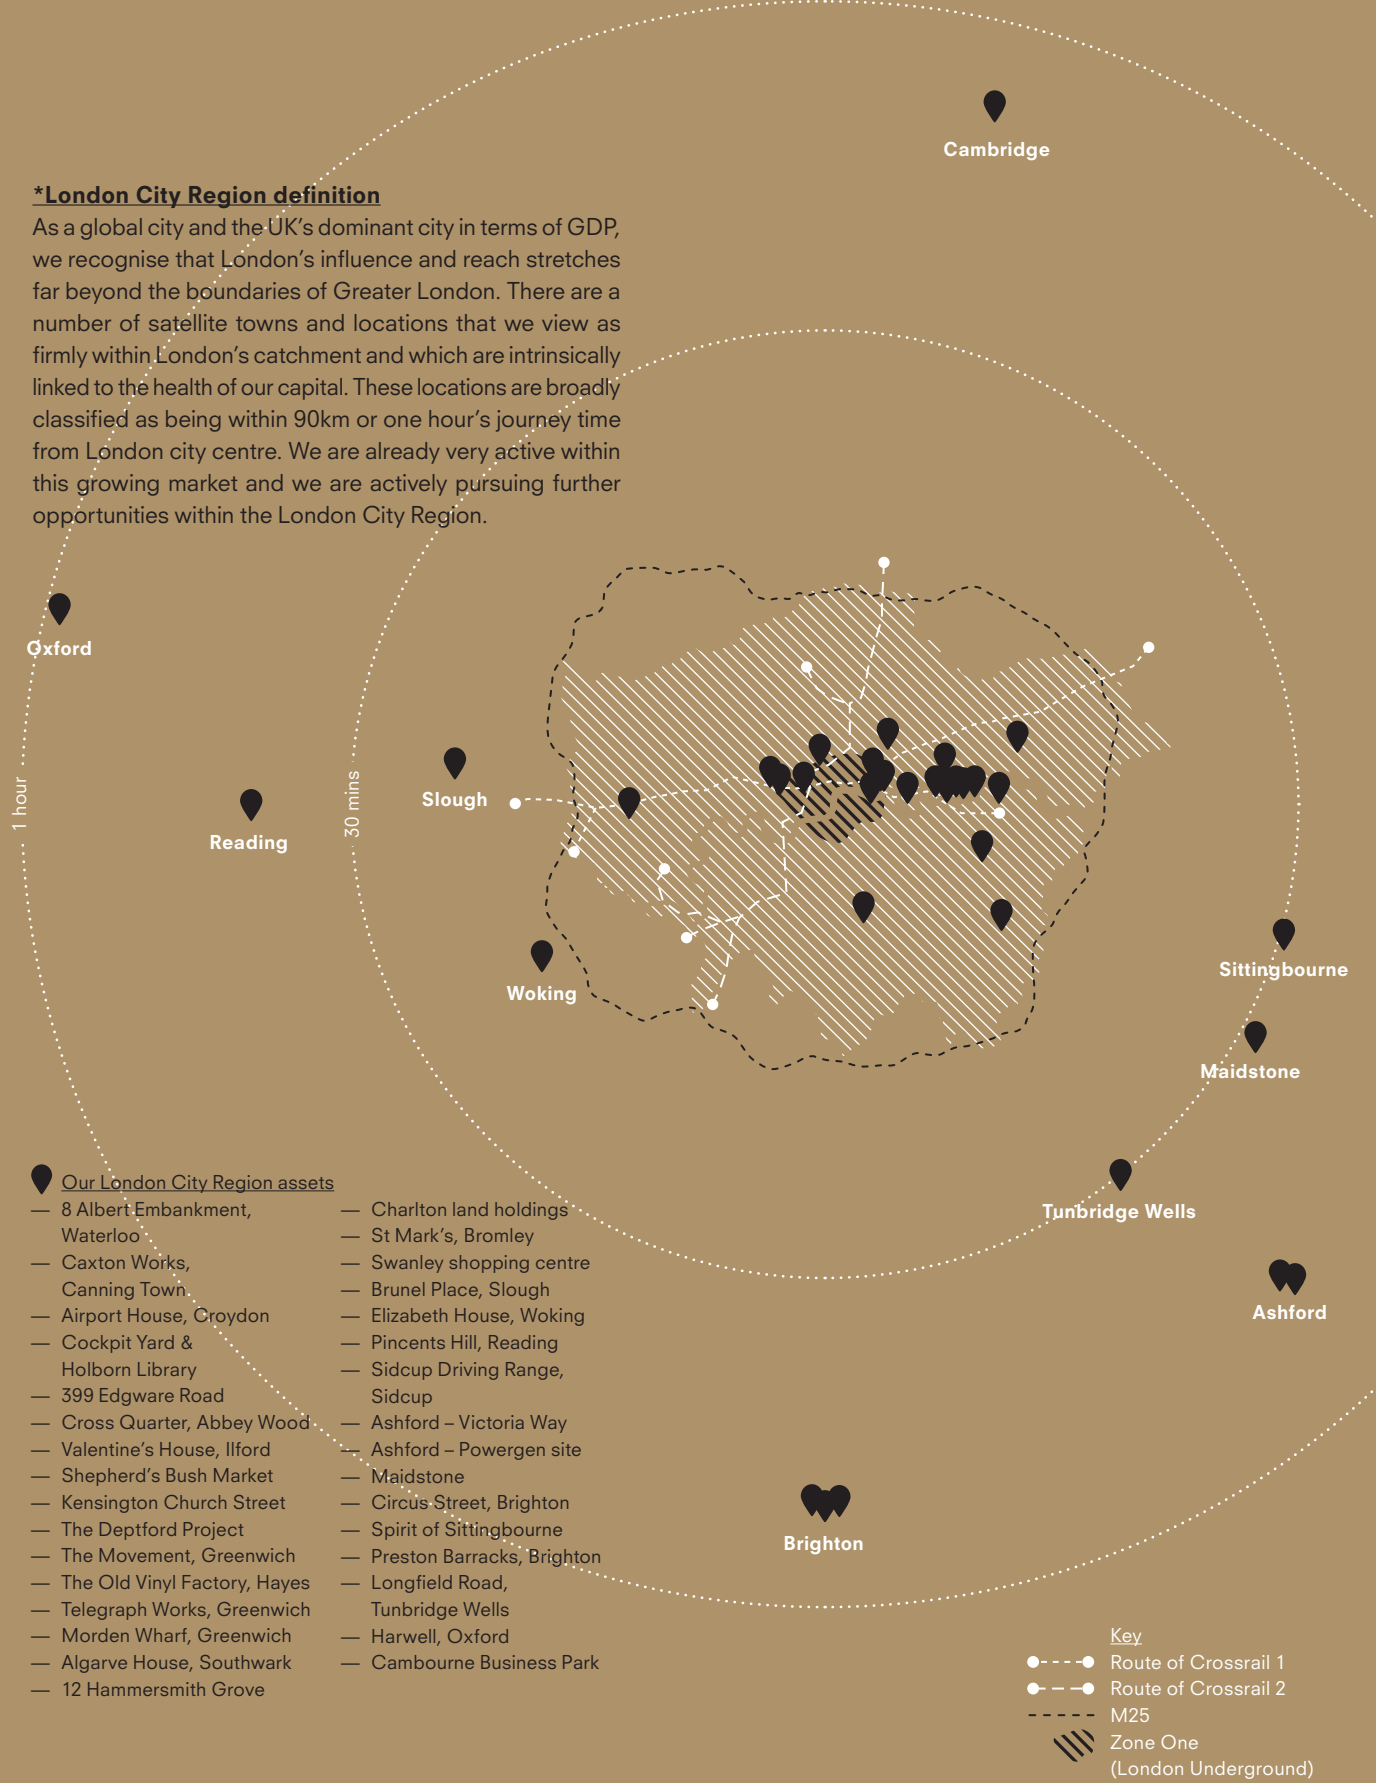 Cambridge
*London City Region definition
As a global city and the UK's dominant city in terms of GDP,
we recognise that London's influence and reach stretches
far beyond the boundaries of Greater London. There are a
number of satellite towns and locations that we view as
firmly within London's catchment and which are intrinsically
linked to the health of our capital. These locations are broadly
classified as being within 90km or one hour's journey time
from London city centre. We are already very active within
this growing market and we are actively pursuing further
opportunities within the London City Region.
Oxford
1 hour
Reading
30 mins
Slough
Woking
Sittingbourne
Maidstone
Tunbridge Wells
Ashford
Brighton
Our London City Region assets
— 8 Albert Embankment,
Waterloo
— Caxton Works,
Canning Town
— Airport House, Croydon
— Cockpit Yard &
Holborn Library
— 399 Edgware Road
— Cross Quarter, Abbey Wood
— Valentine's House, Ilford
— Shepherd's Bush Market
— Kensington Church Street
— The Deptford Project
— The Movement, Greenwich
— The Old Vinyl Factory, Hayes
— Telegraph Works, Greenwich
— Morden Wharf, Greenwich
— Algarve House, Southwark
— 12 Hammersmith Grove
— Charlton land holdings
— St Mark's, Bromley
— Swanley shopping centre
— Brunel Place, Slough
— Elizabeth House, Woking
— Pincents Hill, Reading
— Sidcup Driving Range,
Sidcup
— Ashford – Victoria Way
— Ashford – Powergen site
— Maidstone
— Circus Street, Brighton
— Spirit of Sittingbourne
— Preston Barracks, Brighton
— Longfield Road,
Tunbridge Wells
— Harwell, Oxford
— Cambourne Business Park
Key
Route of Crossrail 1
Route of Crossrail 2
M25
Zone One
(London Underground)